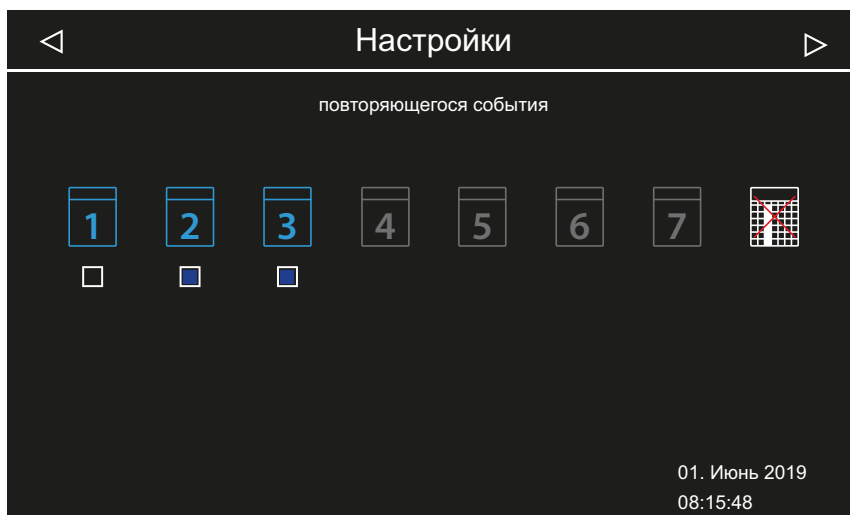 Настройки
повторяющегося события
1 2 3 4 5 6 7
01. Июнь 2019
08:15:48